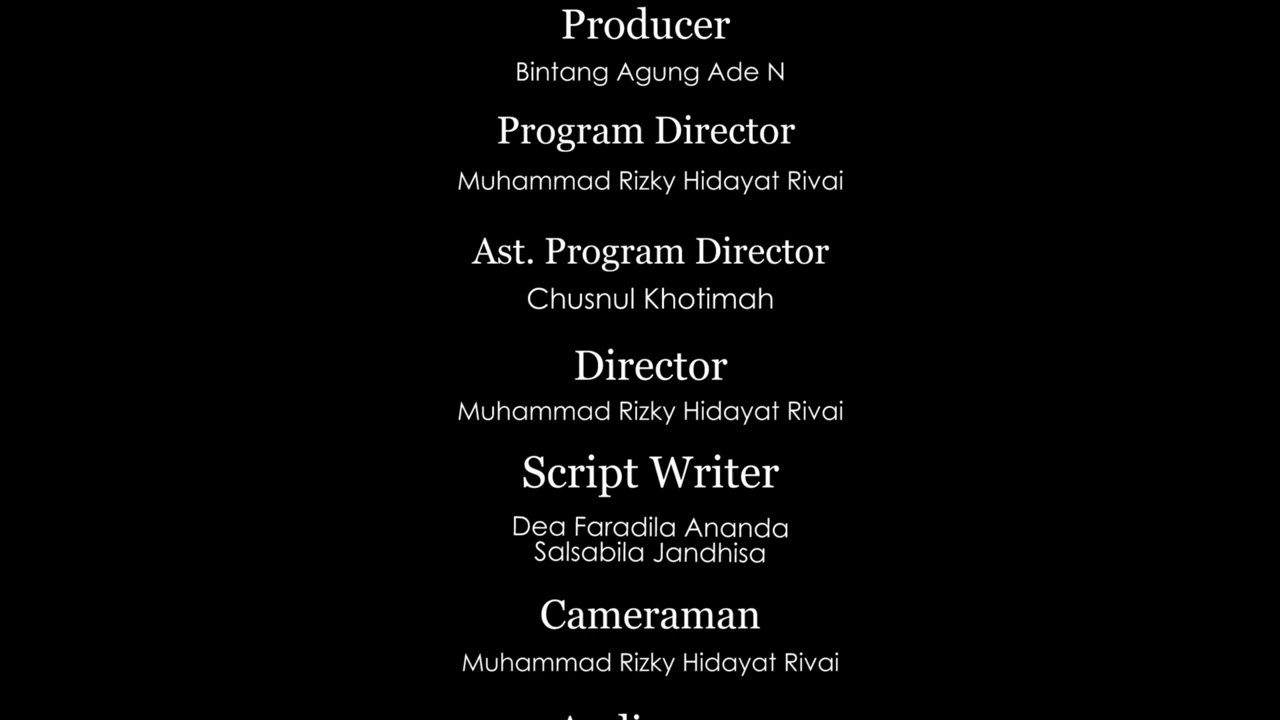 Producer
Bintang Agung Ade N
Program Director
Muhammad Rizky Hidayat Rivai
Ast. Program Director
Chusnul Khotimah
Director
Muhammad Rizky Hidayat Rivai
Script Writer
Dea Faradila Ananda
Salsabila Jandhisa
Cameraman
Muhammad Rizky Hidayat Rivai